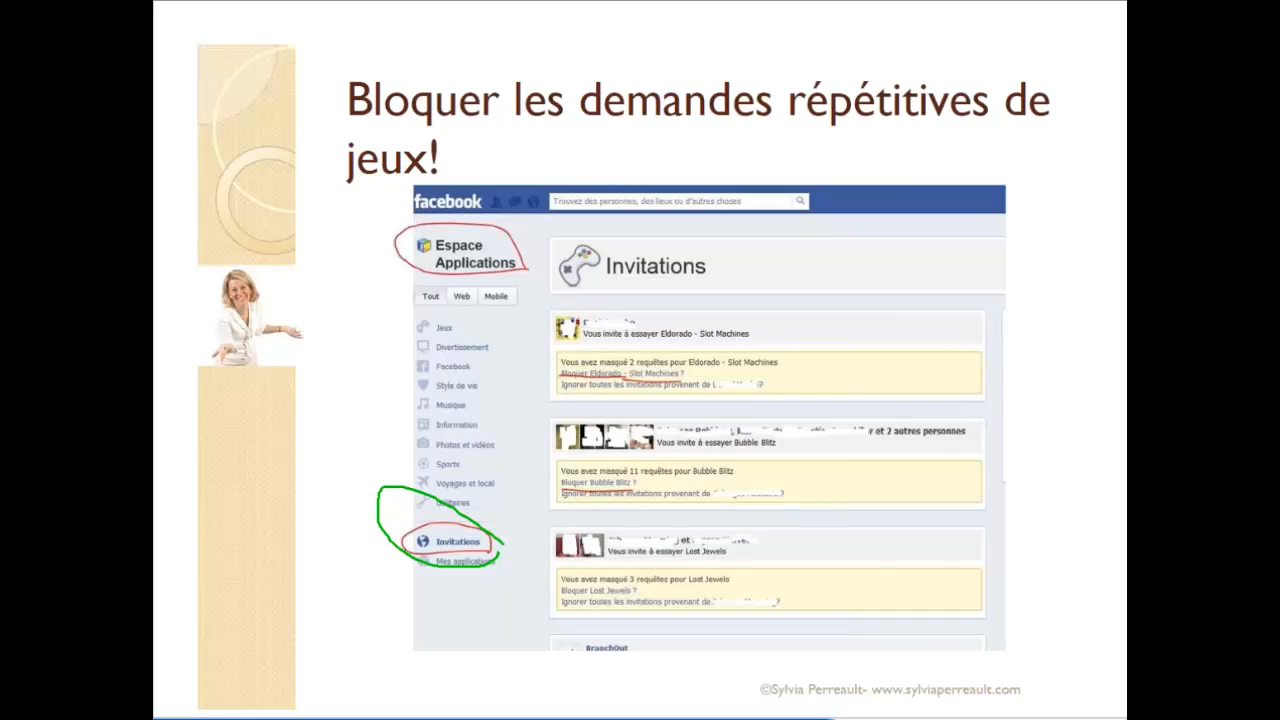 Bloquer les demandes répétitives de
jeux!
facebook
Trouvez des personnes, des lieux ou d'autres choses
Espace
Applications
Invitations
Tout Web Mobile
Jeux
Divertissement
Facebook
Style de vie
Musique
Information
Photos et vidéos
Sports
Voyages et local
Utilitaires
Invitations
Mes applications
Vous invite à essayer Eldorado - Slot Machines
Vous avez masqué 2 requêtes pour Eldorado - Slot Machines
Bloquer Eldorado - Slot Machines ?
Ignorer toutes les invitations provenant de
et 2 autres personnes
Vous invite à essayer Bubble Blitz
Vous avez masqué 11 requêtes pour Bubble Blitz
Bloquer Bubble Blitz ?
Ignorer toutes les invitations provenant de
et
Vous invite à essayer Lost Jewels
Vous avez masqué 3 requêtes pour Lost Jewels
Bloquer Lost Jewels ?
Ignorer toutes les invitations provenant de
BranchOut
©Sylvia Perreault- www.sylviaperreault.com